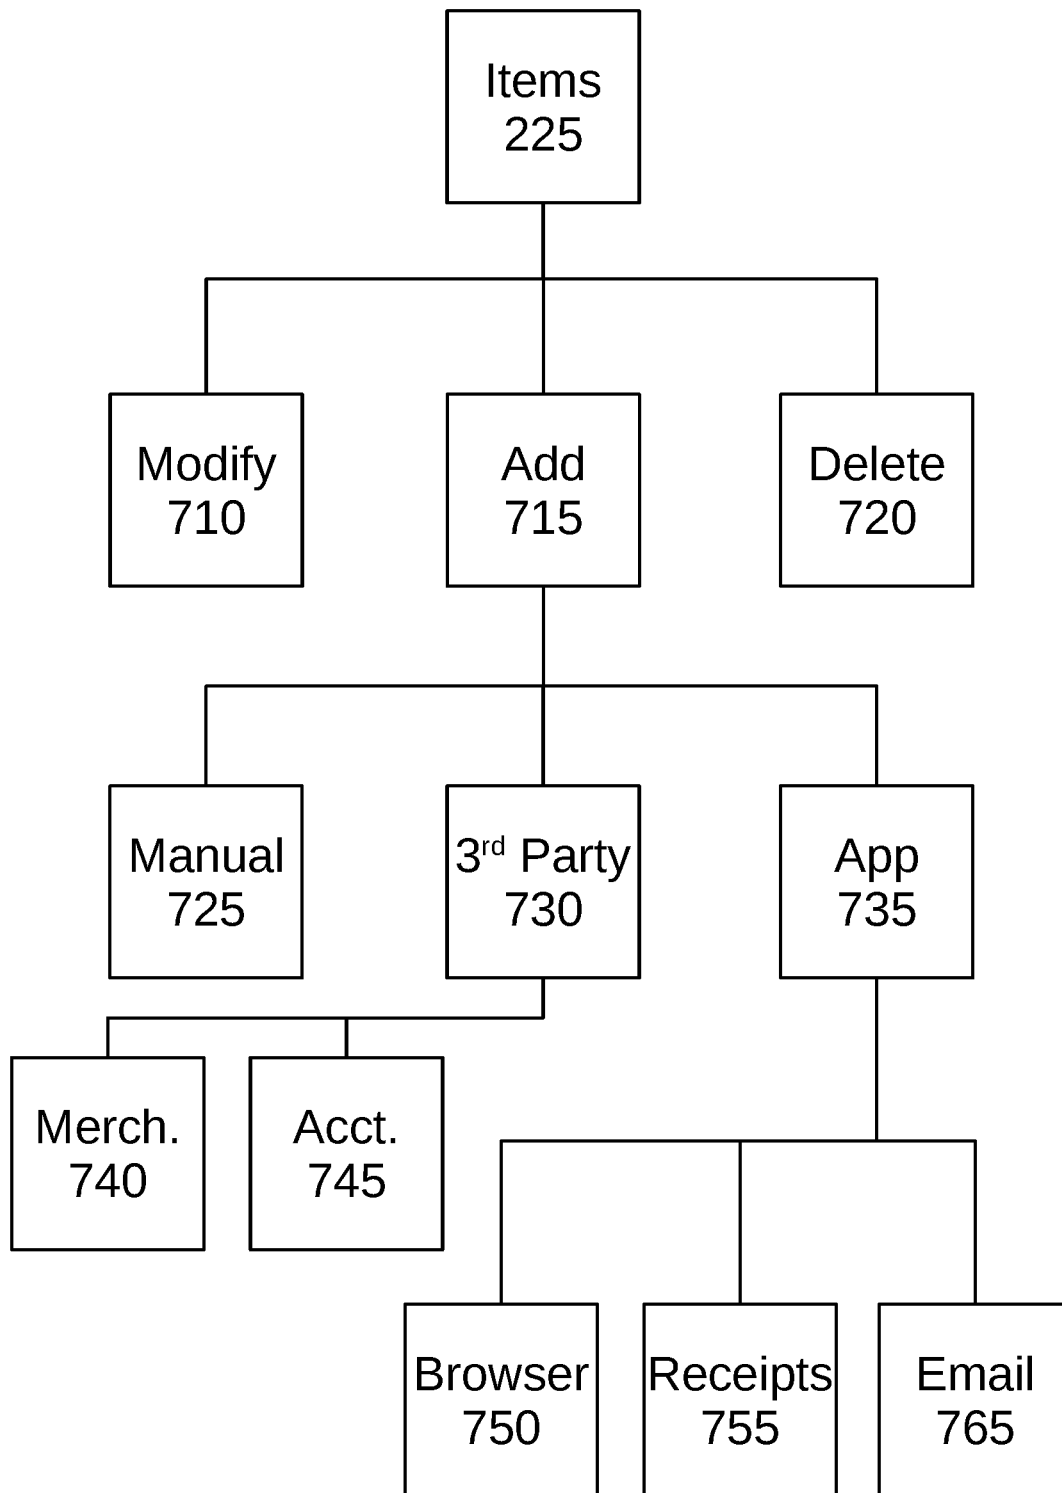 Items
225
Modify
710
Add
715
Delete
720
Manual
725
3rd Party
730
App
735
Merch.
740
Acct.
745
Browser
750
Receipts
755
Email
765